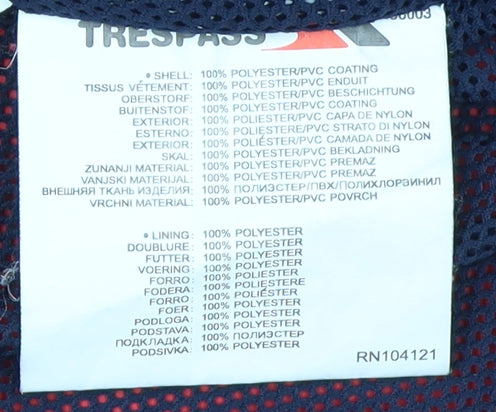 TRESPASS
• SHELL: 100% POLYESTER/PVC COATING
TISSUS VÉTEMENT: 100% POLYESTER/PVC ENDUIT
OBERSTORF: 100% POLYESTER/PVC BESCHICHTUNG
BUITENSTOF: 100% POLYESTER/PVC COATING
EXTERIOR: 100% POLIESTER/PVC CAPA DE NYLON
ESTERNO: 100% POLIESTERE/PVC STRATO DI NYLON
EXTERIOR: 100% POLIÉSTER/PVC CAMADA DE NYLON
SKAL: 100% POLYESTER/PVC BEKLADNING
ZUNANJI MATERIAL: 100% POLYESTER/PVC PREMAZ
VANJSKI MATERIJAL: 100% POLYESTER/PVC PREMAZ
ВНЕШНЯЯ ТКАНЬ ИЗДЕЛИЯ: 100% ПОЛИЭСТЕР/ПВХ/ПОЛИХЛОРЭИНИЛ
VRCHNI MATERIAL: 100% POLYESTER/PVC POVRCH
• LINING: 100% POLYESTER
DOUBLURE: 100% POLYESTER
FUTTER: 100% POLYESTER
VOERING: 100% POLYESTER
FORRO: 100% POLIESTER
FODERA: 100% POLIESTERE
FORRO: 100% POLIÉSTER
FOER: 100% POLYESTER
PODLOGA: 100% POLYESTER
PODSTAVA: 100% POLYESTER
ПОДКЛАДКА: 100% ПОЛИЭСТЕР
PODSIVKA: 100% POLYESTER
RN104121